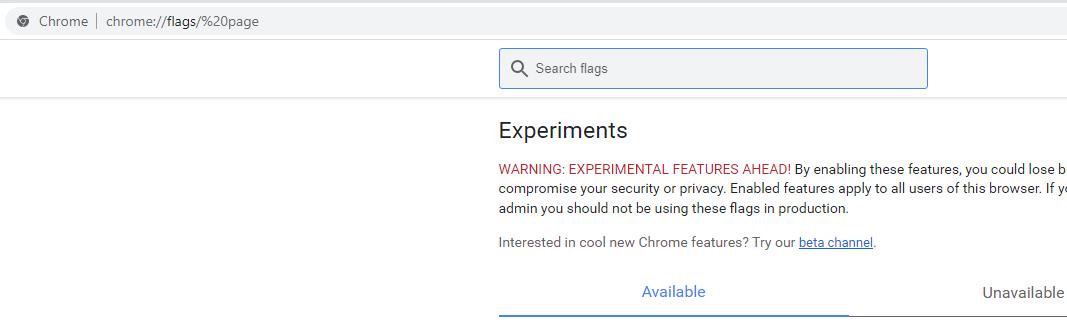 Chrome | chrome://flags/%20page
Search flags
Experiments
WARNING: EXPERIMENTAL FEATURES AHEAD! By enabling these features, you could lose b
compromise your security or privacy. Enabled features apply to all users of this browser. If yo
admin you should not be using these flags in production.
Interested in cool new Chrome features? Try our beta channel.
Available Unavailable